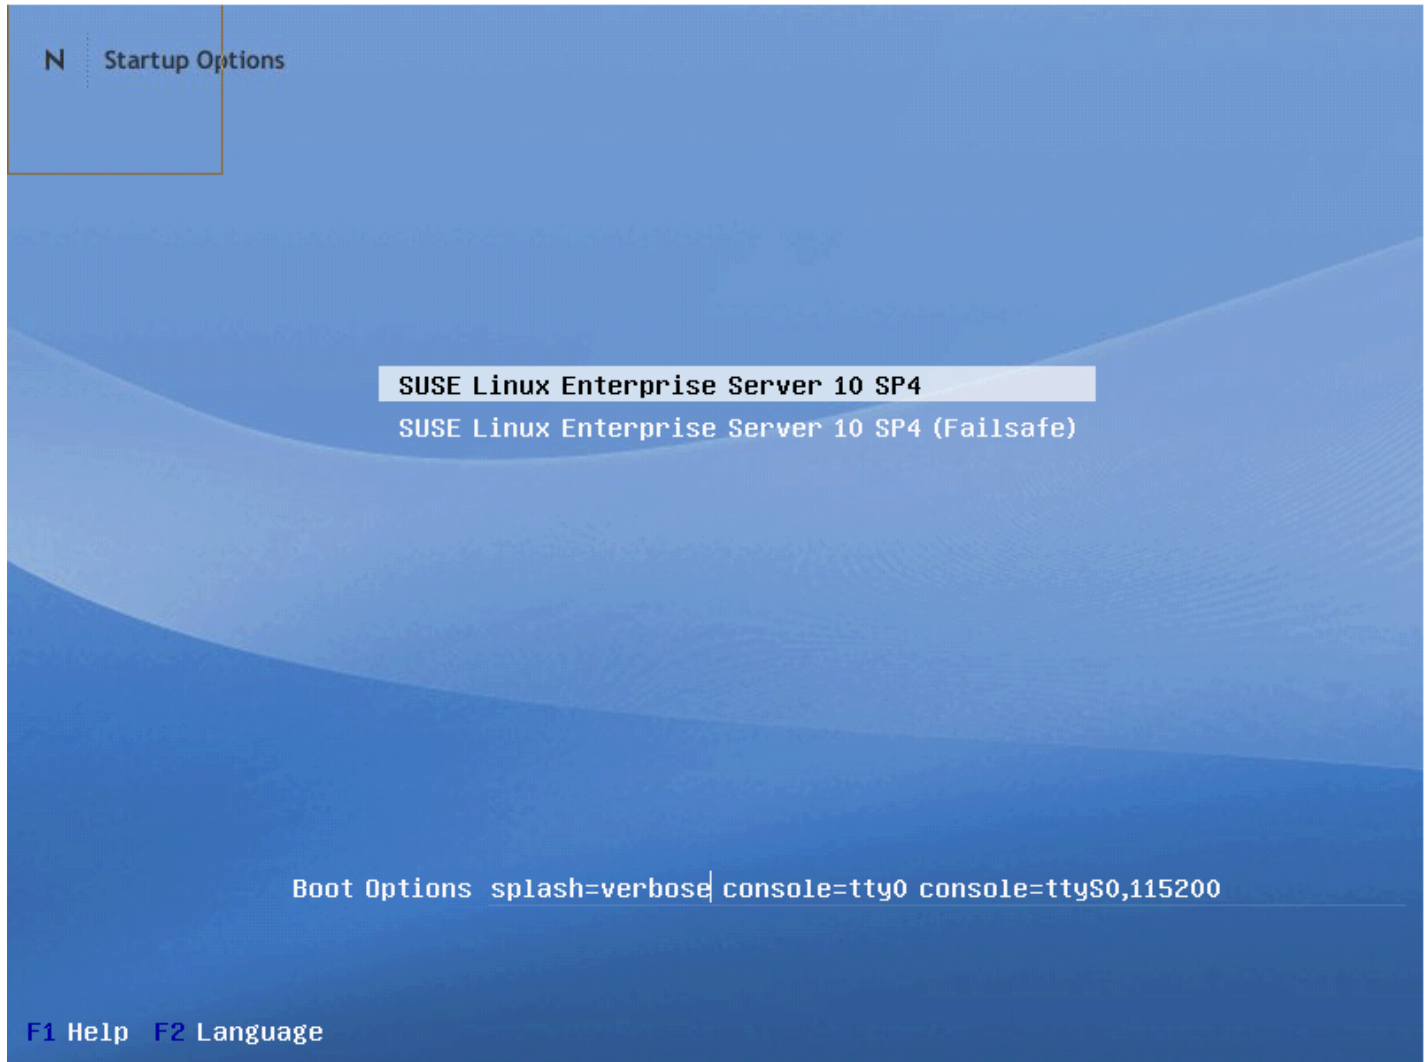 N Startup Options
SUSE Linux Enterprise Server 10 SP4
SUSE Linux Enterprise Server 10 SP4 (Failsafe)
Boot Options splash=verbose console=tty0 console=ttyS0,115200
F1 Help F2 Language